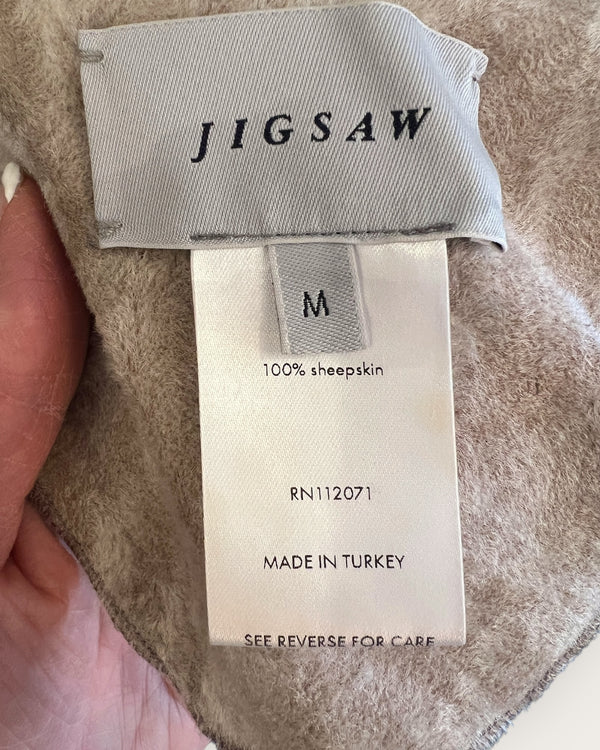 JIGSAW
M
100% sheepskin
RN112071
MADE IN TURKEY
SEE REVERSE FOR CARE